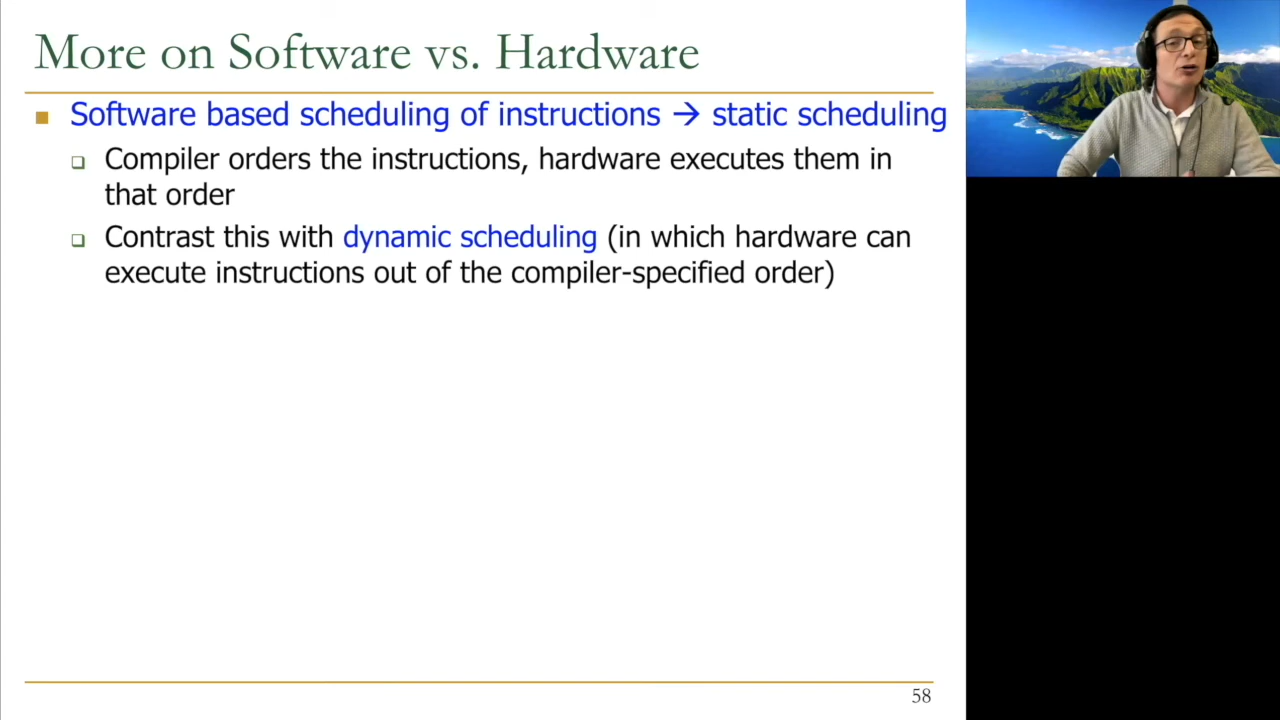 More on Software vs. Hardware
Software based scheduling of instructions → static scheduling
Compiler orders the instructions, hardware executes them in
that order
Contrast this with dynamic scheduling (in which hardware can
execute instructions out of the compiler-specified order)
58